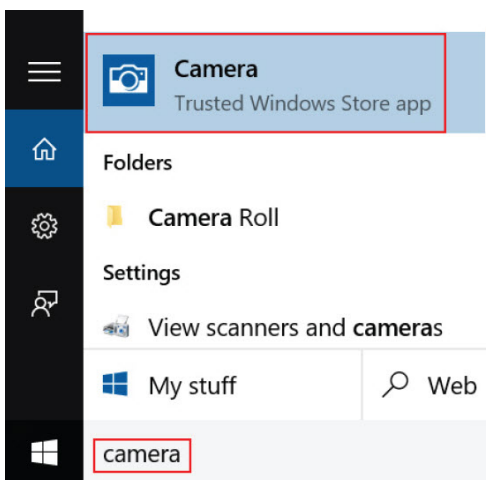 Camera
Trusted Windows Store app
Folders
Camera Roll
Settings
View scanners and cameras
My stuff
Web
camera